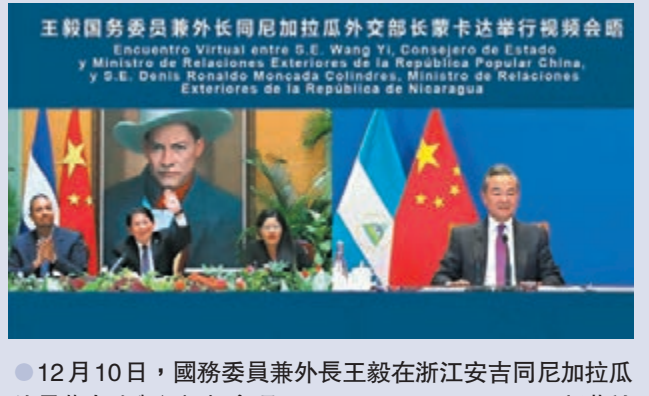 王毅国务委员兼外长同尼加拉瓜外交部长蒙卡达举行视频会晤
Encuentro Virtual entre S.E. Wang Yi, Consejero de Estado
y Ministro de Relaciones Exteriores de la República Popular China,
y S.E. Denis Ronaldo Moncada Colindres, Ministro de Relaciones
Exteriores de la República de Nicaragua
●12月10日，國務委員兼外長王毅在浙江安吉同尼加拉瓜